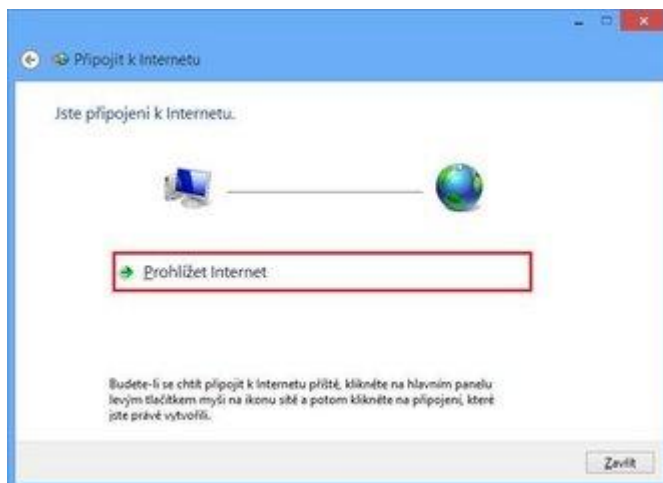 Připojit k Internetu
Jste připojeni k Internetu.
Prohlížet Internet
Budete-li se chtít připojit k Internetu příště, klikněte na hlavním panelu
levým tlačítkem myši na ikonu sítě a potom klikněte na připojení, které
jste právě vytvořili.
Zavřít